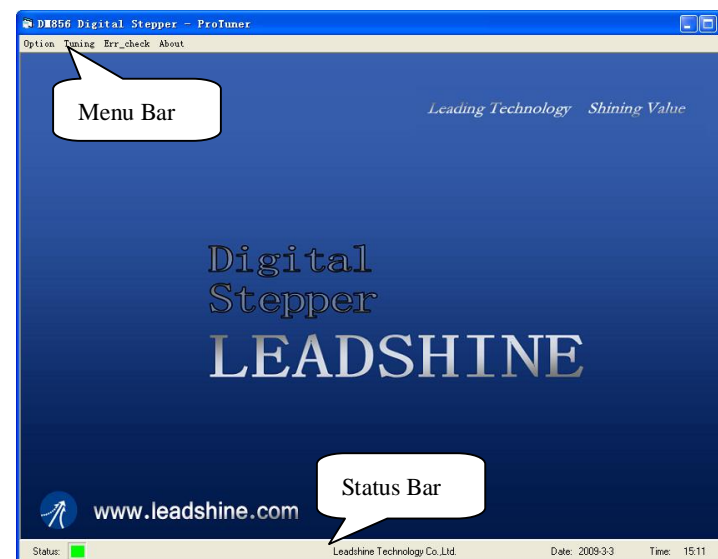 DM856 Digital Stepper - ProTuner
Option Tuning Err_check About
Menu Bar
Leading Technology Shining Value
Digital
Stepper
LEADSHINE
Status Bar
www.leadshine.com
Status: Leadshine Technology Co.,Ltd. Date: 2009-3-3 Time: 15:11